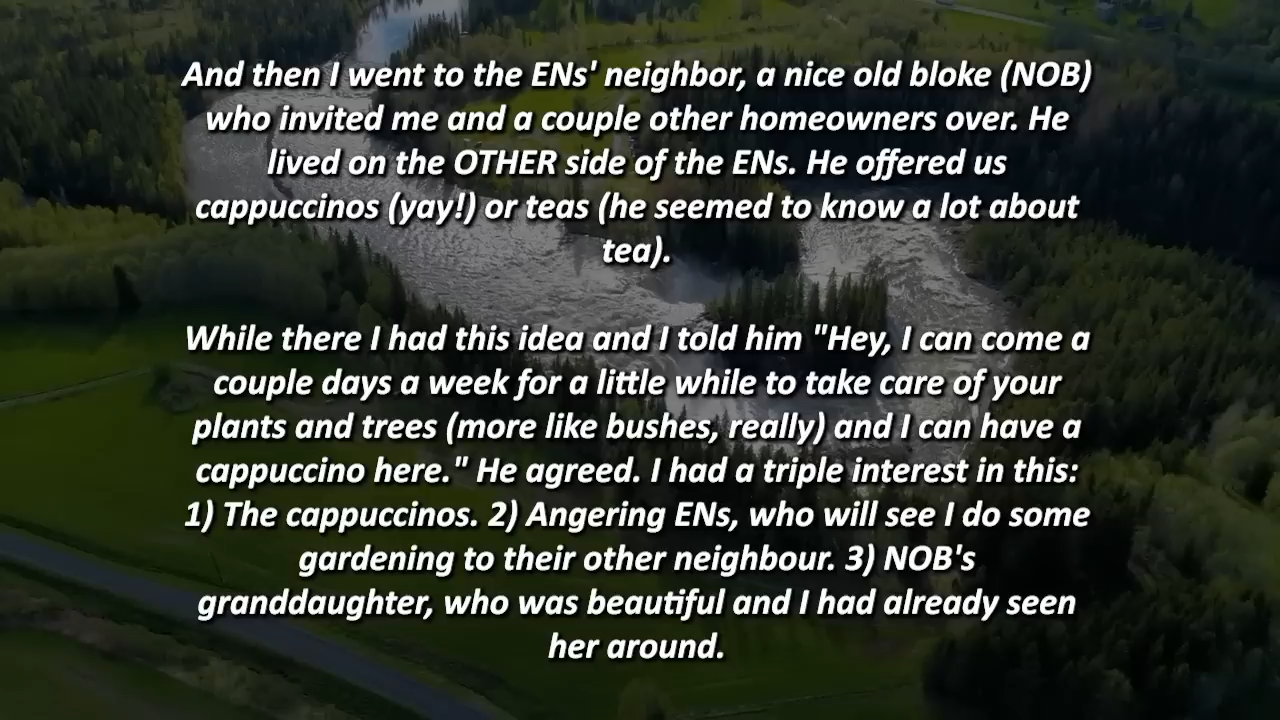 And then I went to the ENs' neighbor, a nice old bloke (NOB)
who invited me and a couple other homeowners over. He
lived on the OTHER side of the ENs. He offered us
cappuccinos (yay!) or teas (he seemed to know a lot about
tea).
While there I had this idea and I told him "Hey, I can come a
couple days a week for a little while to take care of your
plants and trees (more like bushes, really) and I can have a
cappuccino here." He agreed. I had a triple interest in this:
1) The cappuccinos. 2) Angering ENs, who will see I do some
gardening to their other neighbour. 3) NOB's
granddaughter, who was beautiful and I had already seen
her around.